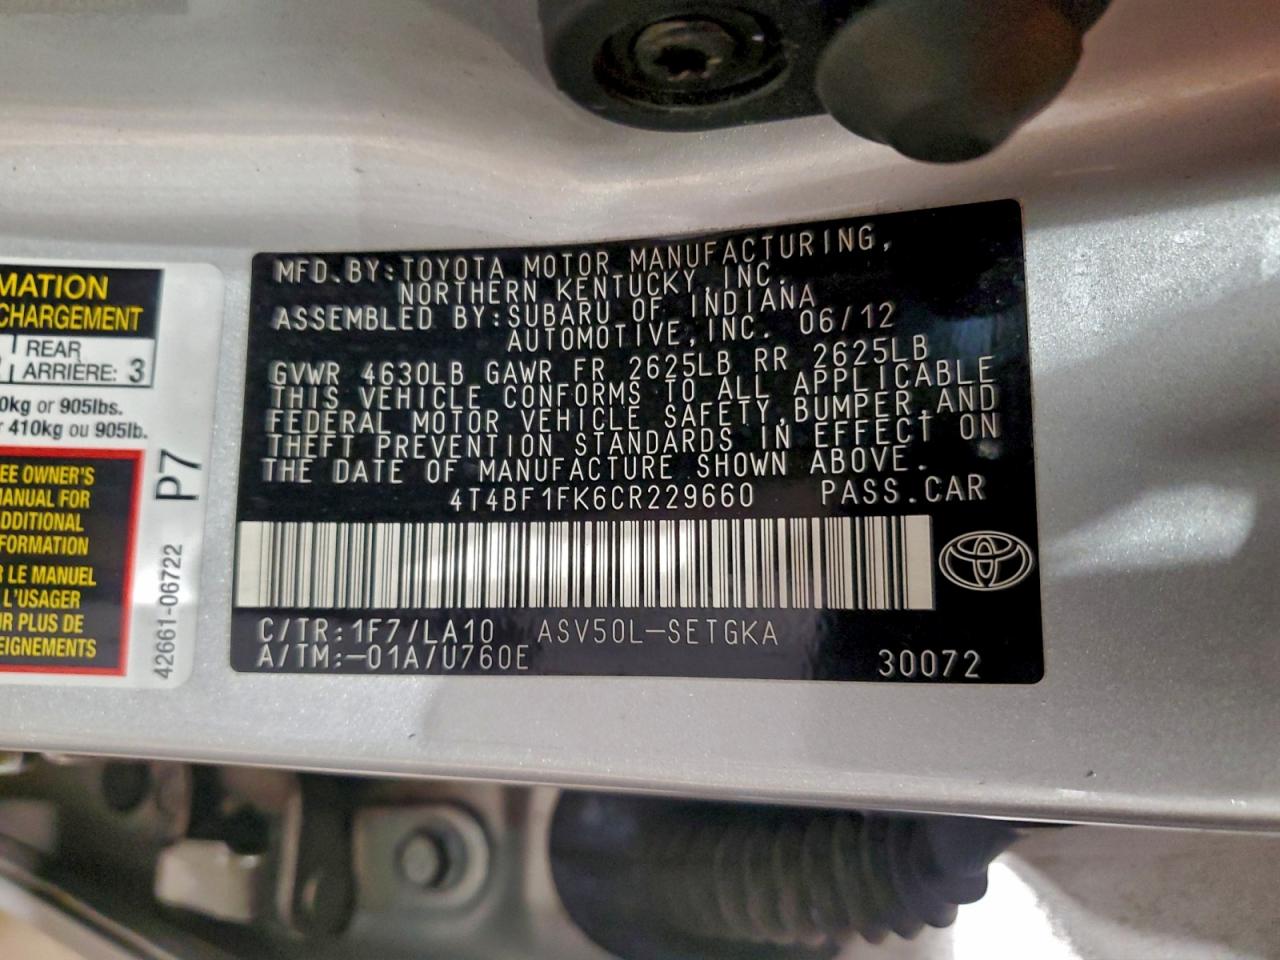 MATION
CHARGEMENT
REAR
ARRIÈRE: 3
0kg or 905lbs.
410kg ou 905lb.
EE OWNER'S
MANUAL FOR
DDITIONAL
FORMATION
R LE MANUEL
L'USAGER
R PLUS DE
EIGNEMENTS
P7
42661-06722
MFD.BY:TOYOTA MOTOR MANUFACTURING,
NORTHERN KENTUCKY, INC.
ASSEMBLED BY:SUBARU OF INDIANA
AUTOMOTIVE,INC. 06/12
GVWR 4630LB GAWR FR 2625LB RR 2625LB
THIS VEHICLE CONFORMS TO ALL APPLICABLE
FEDERAL MOTOR VEHICLE SAFETY,BUMPER,AND
THEFT PREVENTION STANDARDS IN EFFECT ON
THE DATE OF MANUFACTURE SHOWN ABOVE.
4T4BF1FK6CR229660 PASS.CAR
C/TR:1F7/LA10 ASV50L-SETGKA
A/TM:-01A/U760E 30072